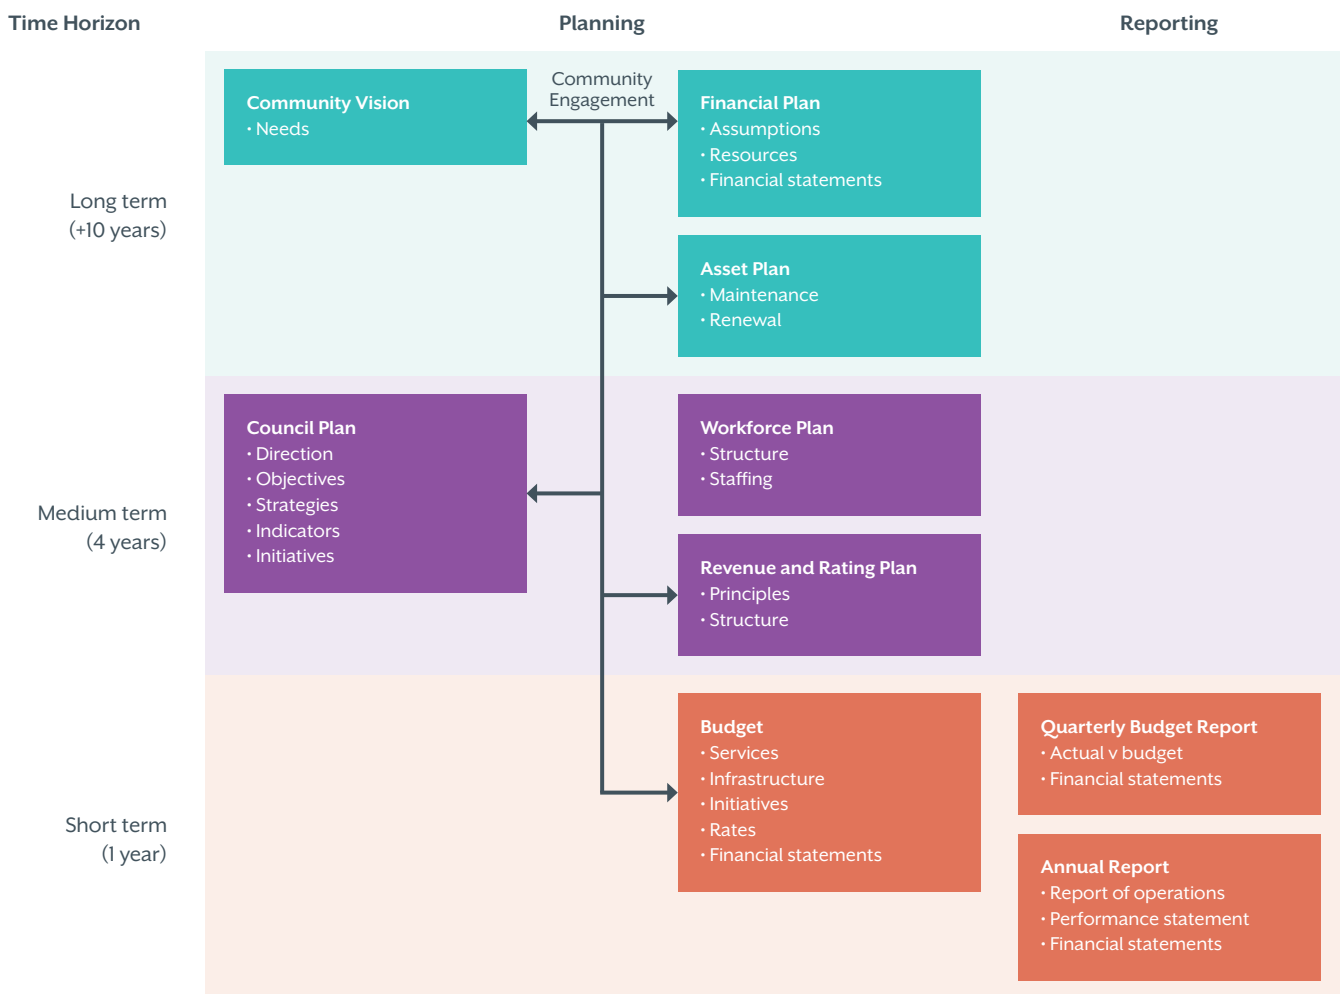 Time Horizon
Planning
Reporting
Community Vision
· Needs
Community
Engagement
Financial Plan
· Assumptions
· Resources
· Financial statements
Long term
(+10 years)
Asset Plan
· Maintenance
· Renewal
Council Plan
· Direction
· Objectives
· Strategies
· Indicators
· Initiatives
Workforce Plan
· Structure
· Staffing
Medium term
(4 years)
Revenue and Rating Plan
· Principles
· Structure
Budget
· Services
· Infrastructure
· Initiatives
· Rates
· Financial statements
Quarterly Budget Report
· Actual v budget
· Financial statements
Short term
(1 year)
Annual Report
· Report of operations
· Performance statement
· Financial statements